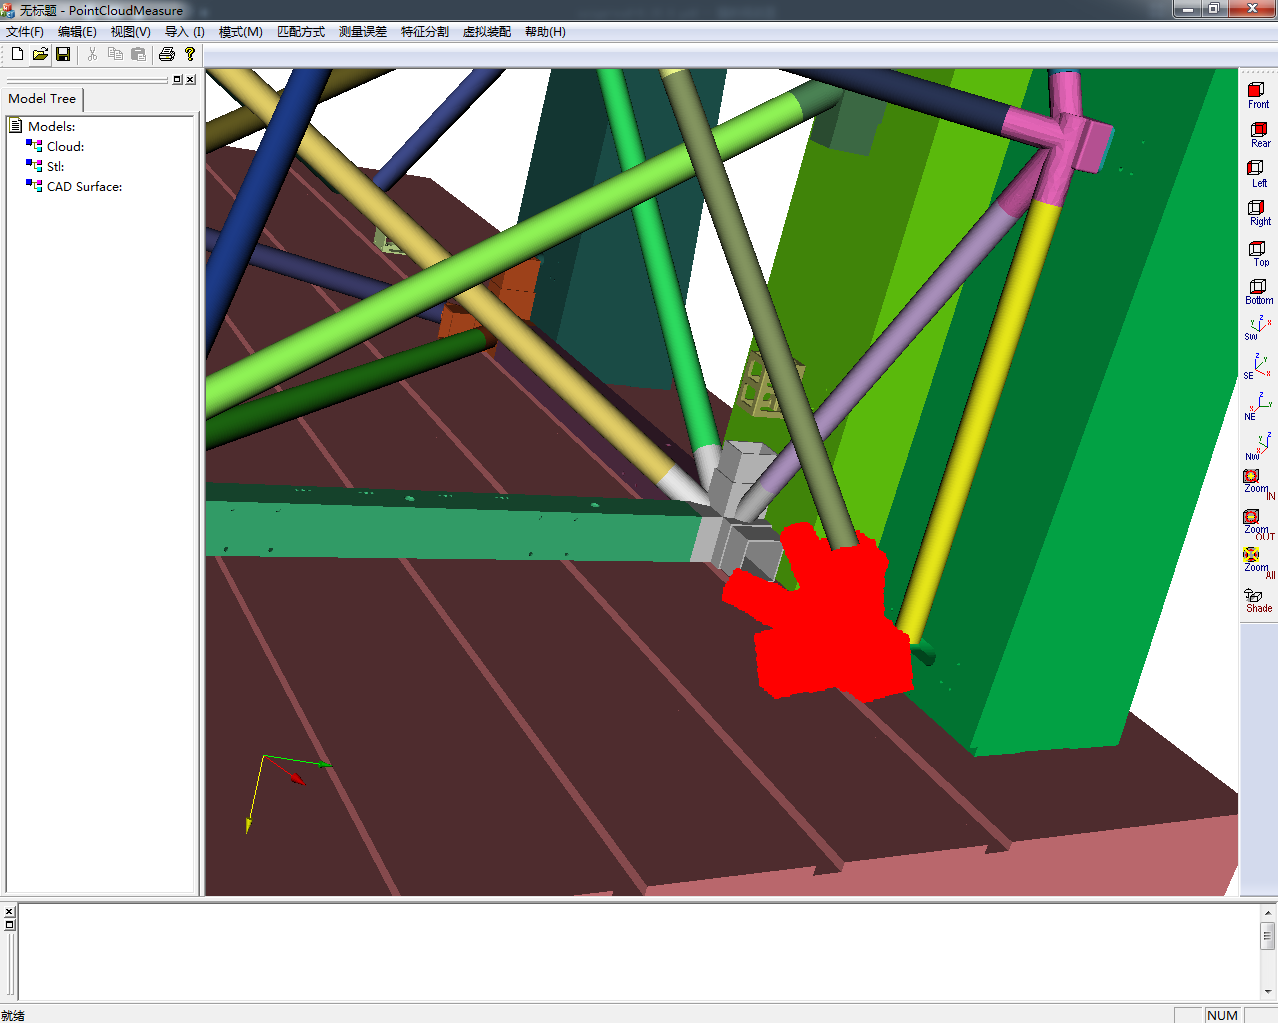 无标题 - PointCloudMeasure
文件(F) 编辑(E) 视图(V) 导入 (I) 模式(M) 匹配方式 测量误差 特征分割 虚拟装配 帮助(H)
Model Tree
Models:
Cloud:
Stl:
CAD Surface:
Front
Rear
Left
Right
Top
Bottom
SW
SE
NE
NW
Zoom IN
Zoom OUT
Zoom All
Shade
就绪
NUM